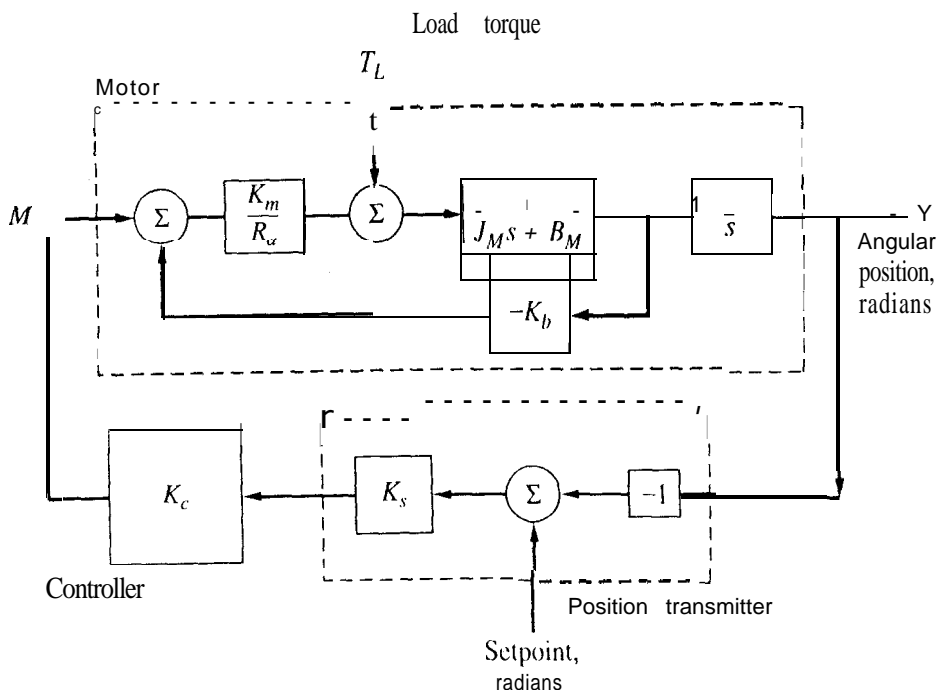 Load torque
T_L
Motor
t
M
Σ
K_m
R_a
Σ
J_M s + B_M
1
s
Y
Angular
position,
radians
-K_b
K_c
K_s
Σ
-1
Controller
Position transmitter
Setpoint,
radians